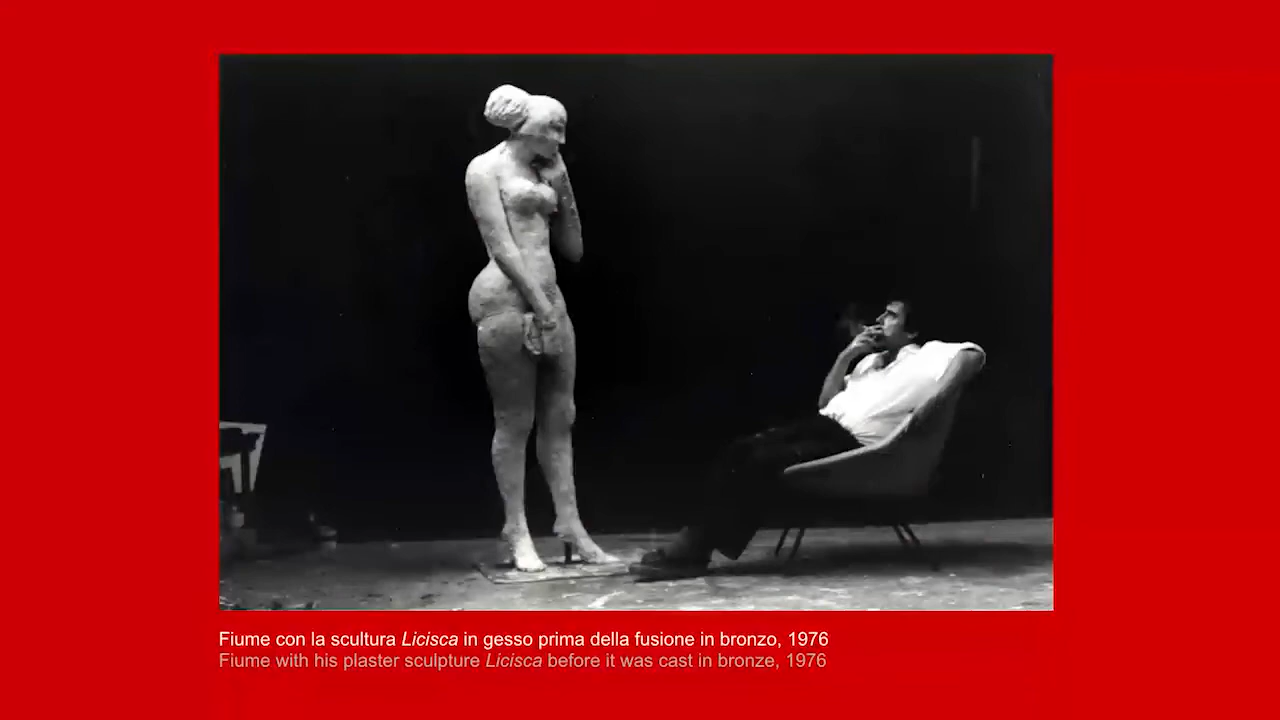 Fiume con la scultura Licisca in gesso prima della fusione in bronzo, 1976
Fiume with his plaster sculpture Licisca before it was cast in bronze, 1976